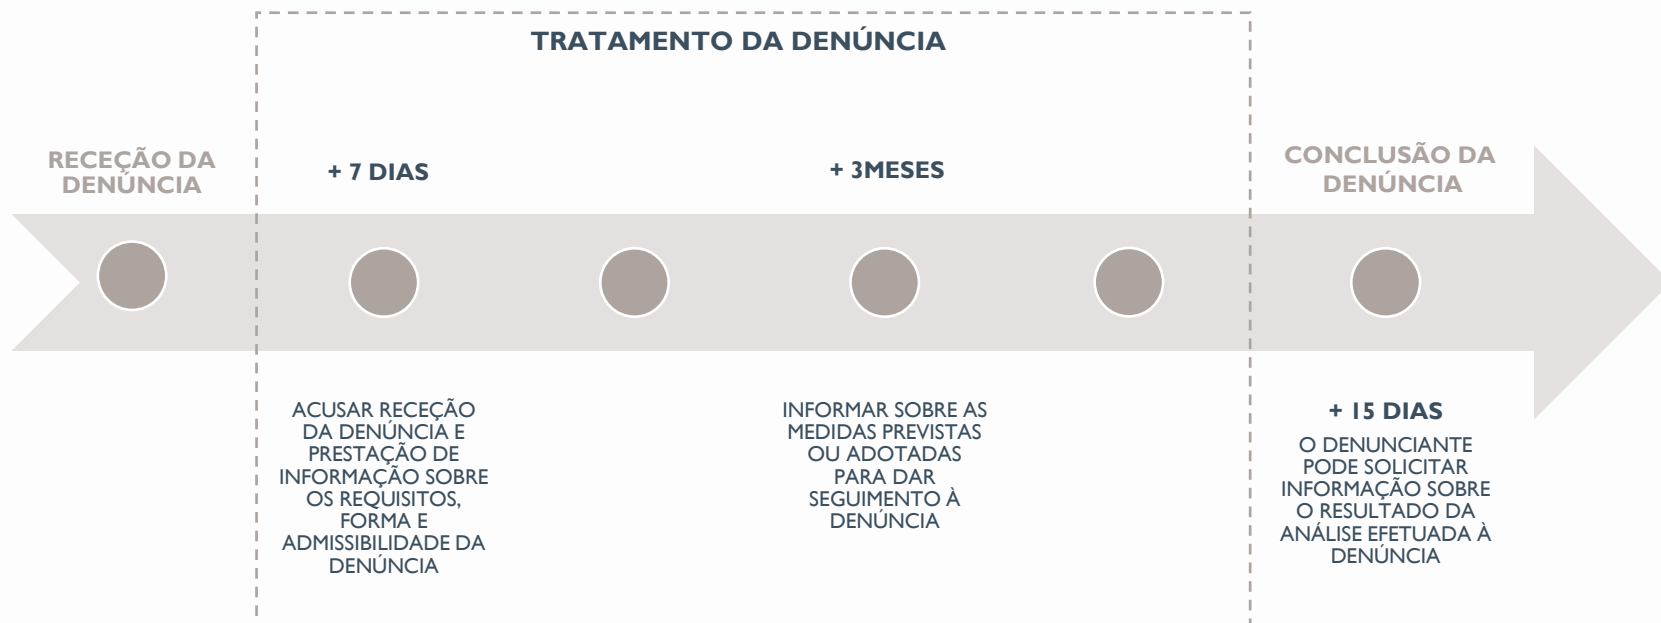 TRATAMENTO DA DENÚNCIA
RECEÇÃO DA
DENÚNCIA
+ 7 DIAS
+ 3MESES
CONCLUSÃO DA
DENÚNCIA
ACUSAR RECEÇÃO
DA DENÚNCIA E
PRESTAÇÃO DE
INFORMAÇÃO SOBRE
OS REQUISITOS,
FORMA E
ADMISSIBILIDADE DA
DENÚNCIA
INFORMAR SOBRE AS
MEDIDAS PREVISTAS
OU ADOTADAS
PARA DAR
SEGUIMENTO À
DENÚNCIA
+ 15 DIAS
O DENUNCIANTE
PODE SOLICITAR
INFORMAÇÃO SOBRE
O RESULTADO DA
ANÁLISE EFETUADA À
DENÚNCIA